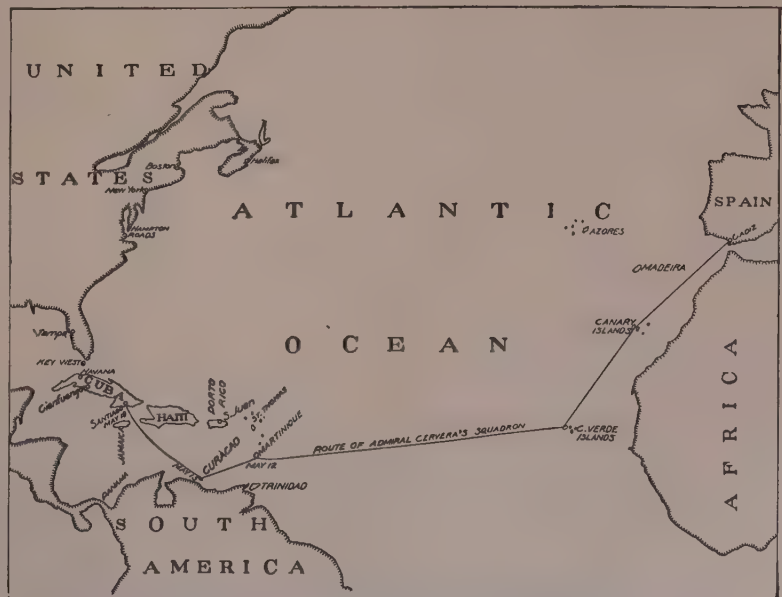 UNITED
STATES
Boston
Halifax
New York
HAMPTON
ROADS
ATLANTIC
AZORES
SPAIN
CADIZ
MADEIRA
CANARY
ISLANDS
OCEAN
AFRICA
Tampa
KEY WEST
HAVANA
CUBA
Cienfuegos
SANTIAGO
MAY 19
JAMAICA
HAITI
PORTO
RICO
S. Juan
ST. THOMAS
MARTINIQUE
MAY 12
ROUTE OF ADMIRAL CERVERA'S SQUADRON
C. VERDE
ISLANDS
CURACAO
TRINIDAD
PANAMA
SOUTH
AMERICA